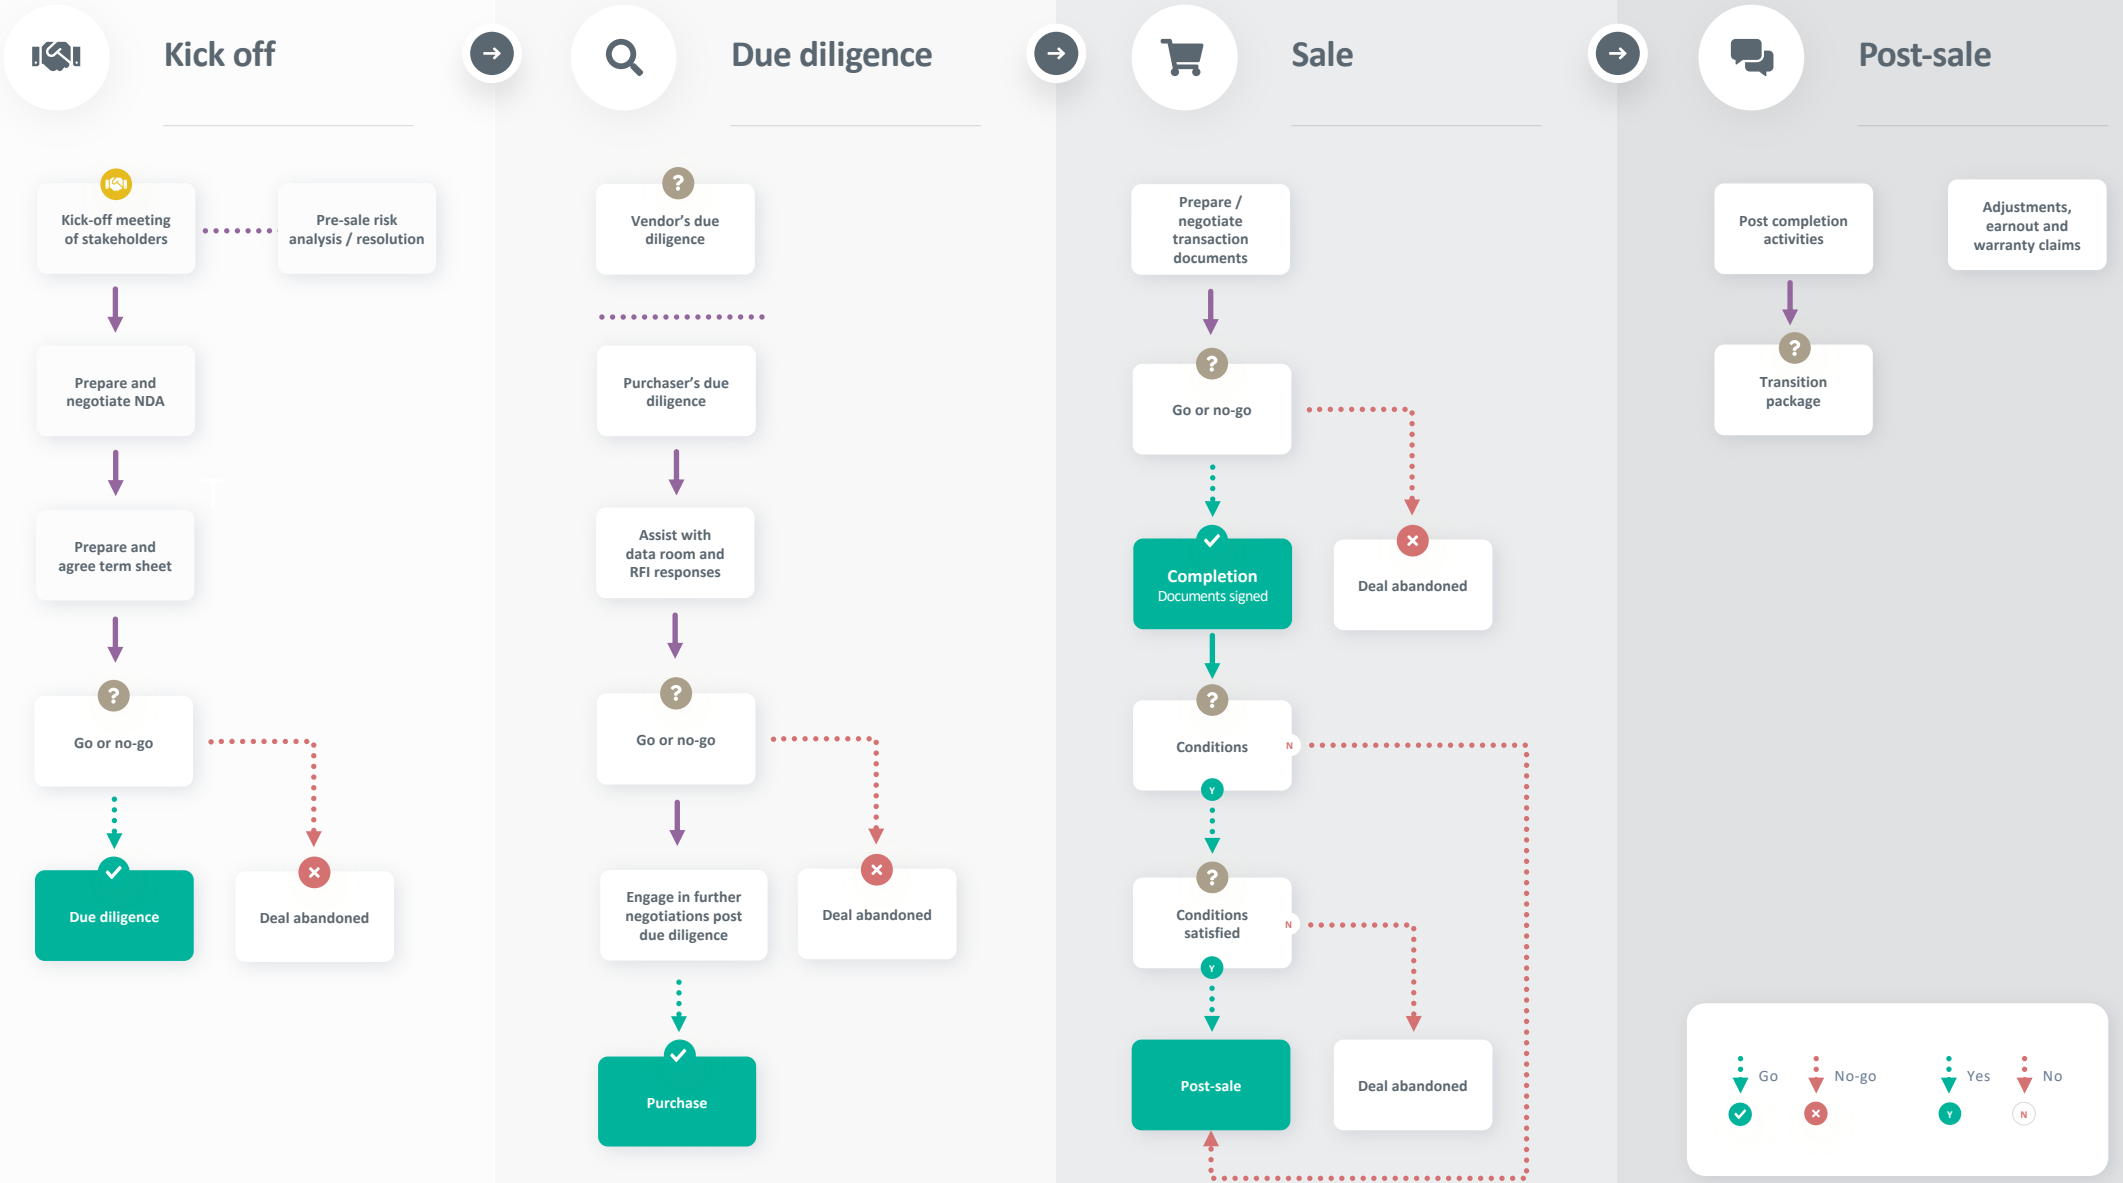 Kick off
Kick-off meeting
of stakeholders
Pre-sale risk
analysis / resolution
Prepare and
negotiate NDA
T
Prepare and
agree term sheet
?
Go or no-go
Due diligence
Deal abandoned
Due diligence
?
Vendor's due
diligence
Purchaser's due
diligence
Assist with
data room and
RFI responses
?
Go or no-go
Engage in further
negotiations post
due diligence
Deal abandoned
Purchase
Sale
Prepare /
negotiate
transaction
documents
?
Go or no-go
Completion
Documents signed
Deal abandoned
?
Conditions
N
Y
?
Conditions
satisfied
N
Y
Post-sale
Deal abandoned
Post-sale
Post completion
activities
Adjustments,
earnout and
warranty claims
?
Transition
package
Go
No-go
Yes
No
Y
N